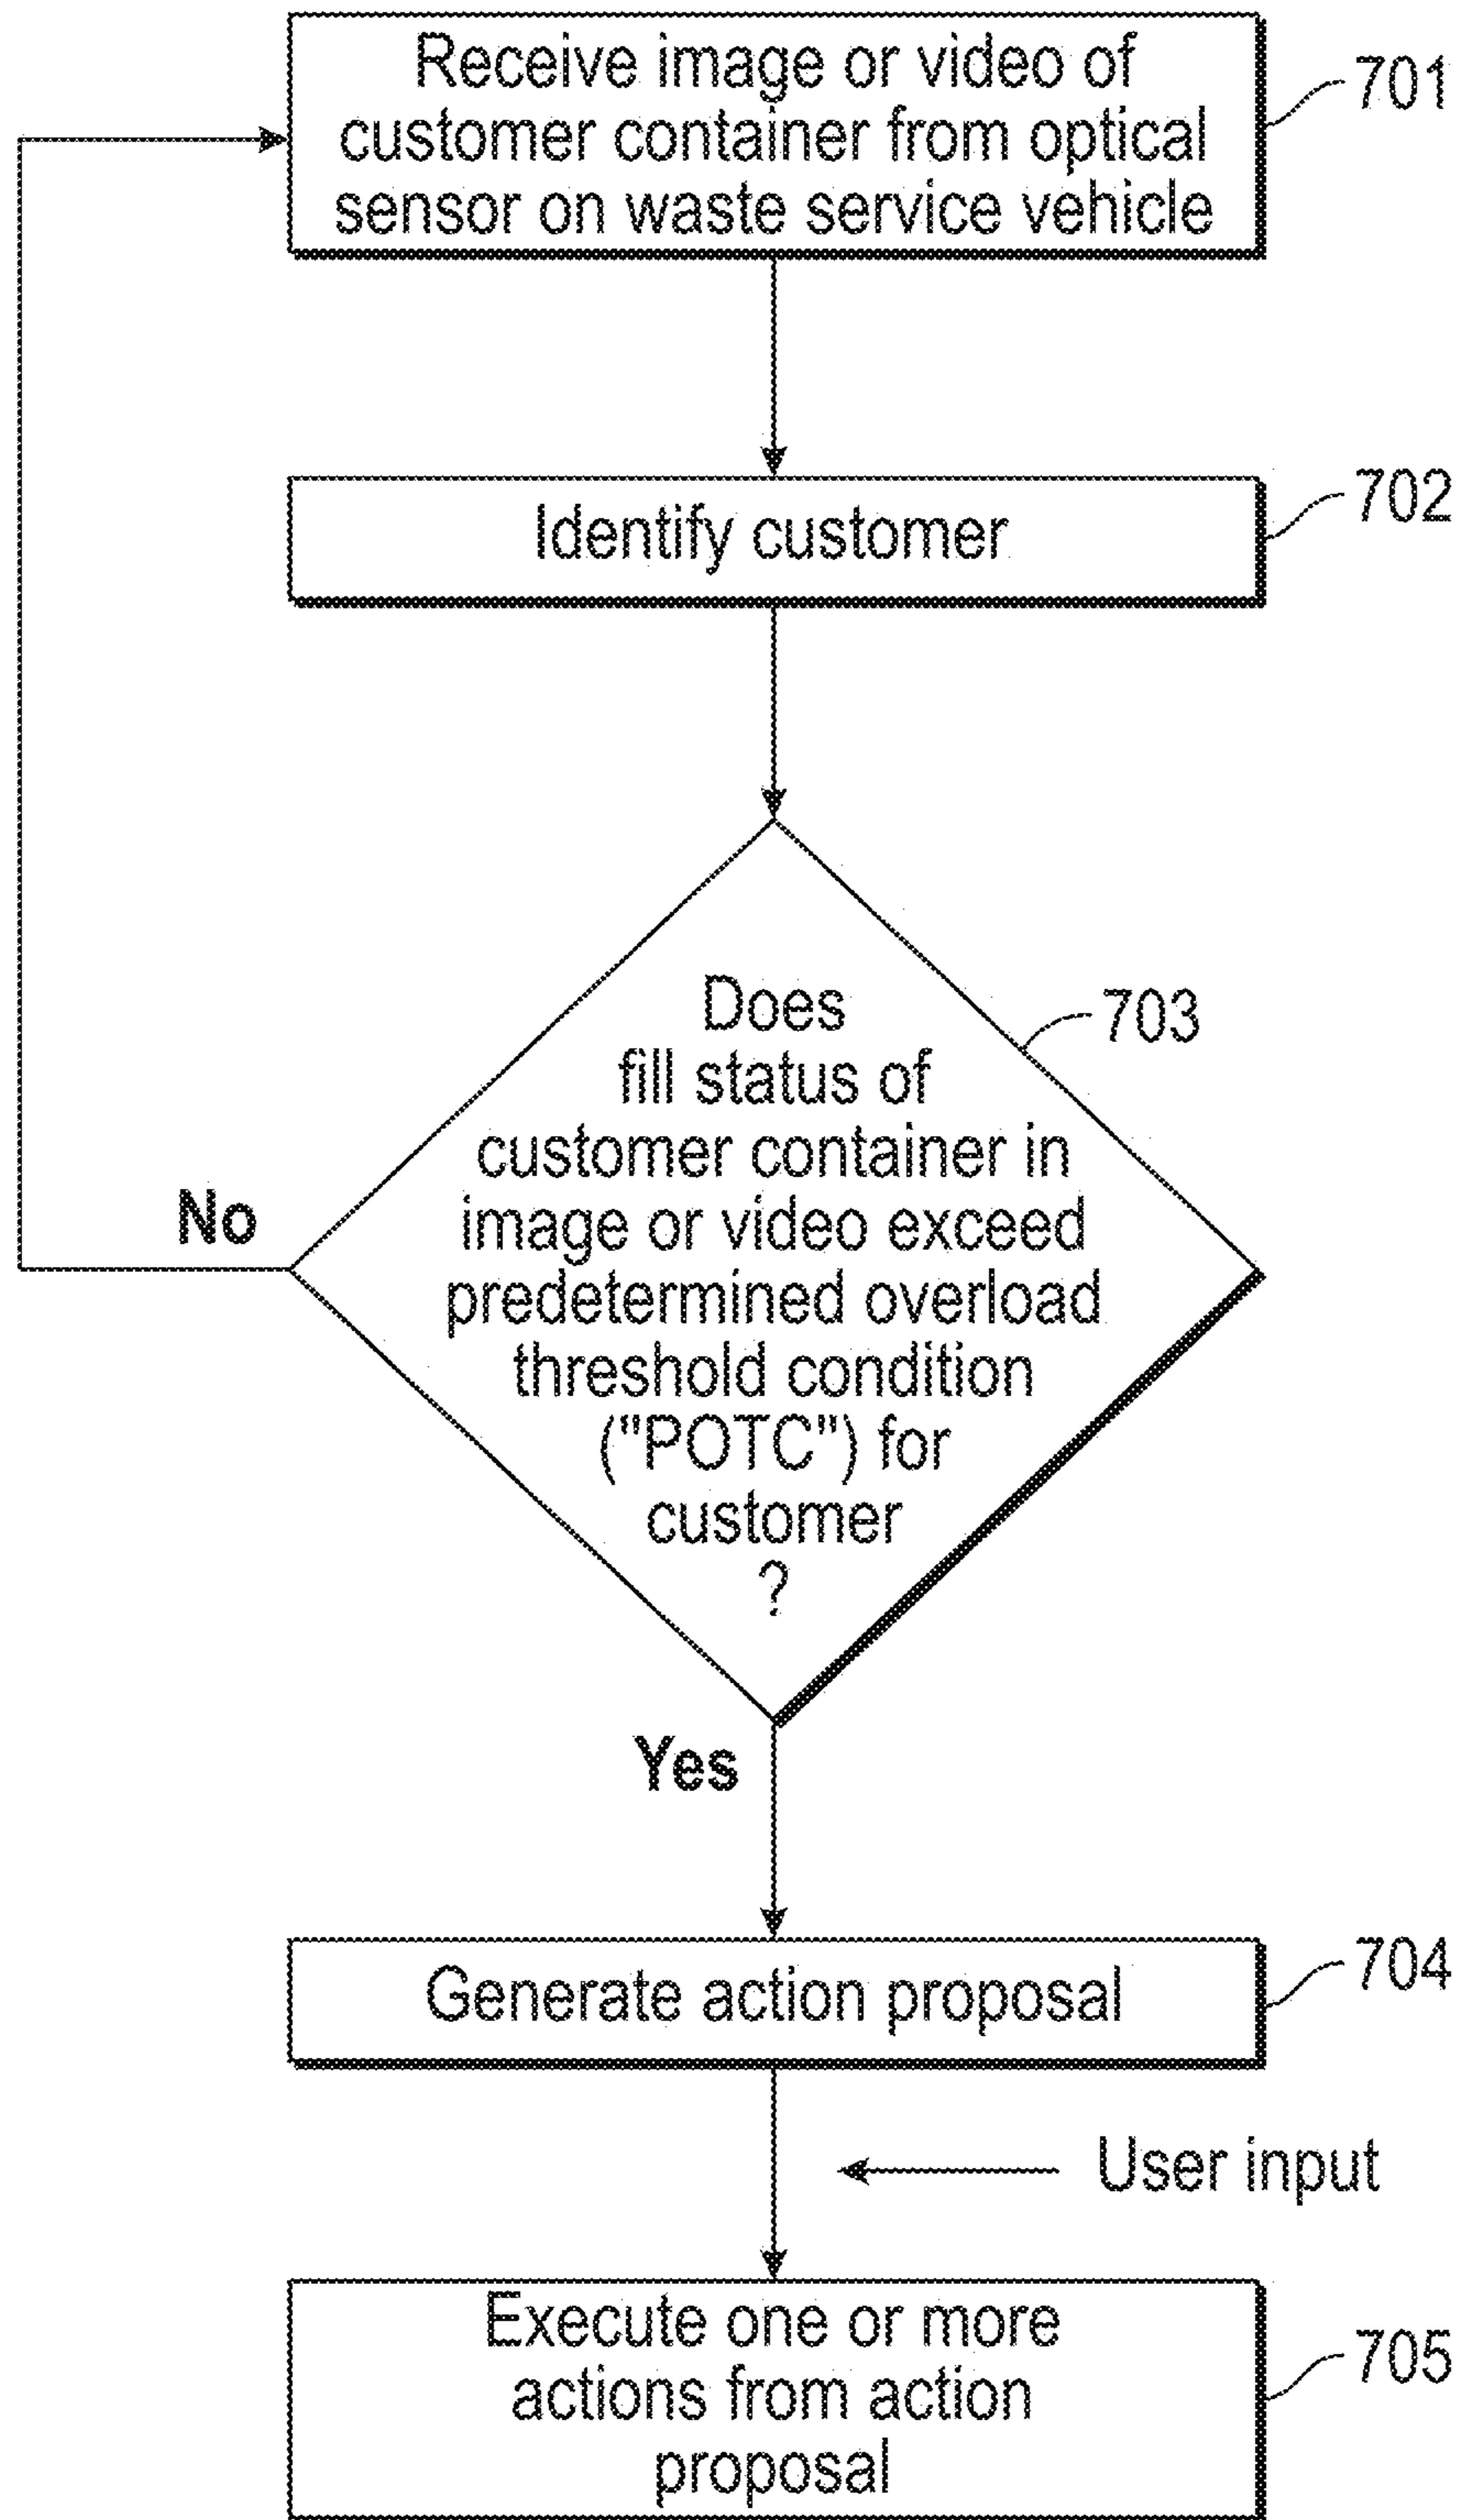 Receive image or video of
customer container from optical
sensor on waste service vehicle
701
Identify customer
702
Does
fill status of
customer container in
image or video exceed
predetermined overload
threshold condition
("POTC") for
customer
?
703
No
Yes
Generate action proposal
704
User input
Execute one or more
actions from action
proposal
705